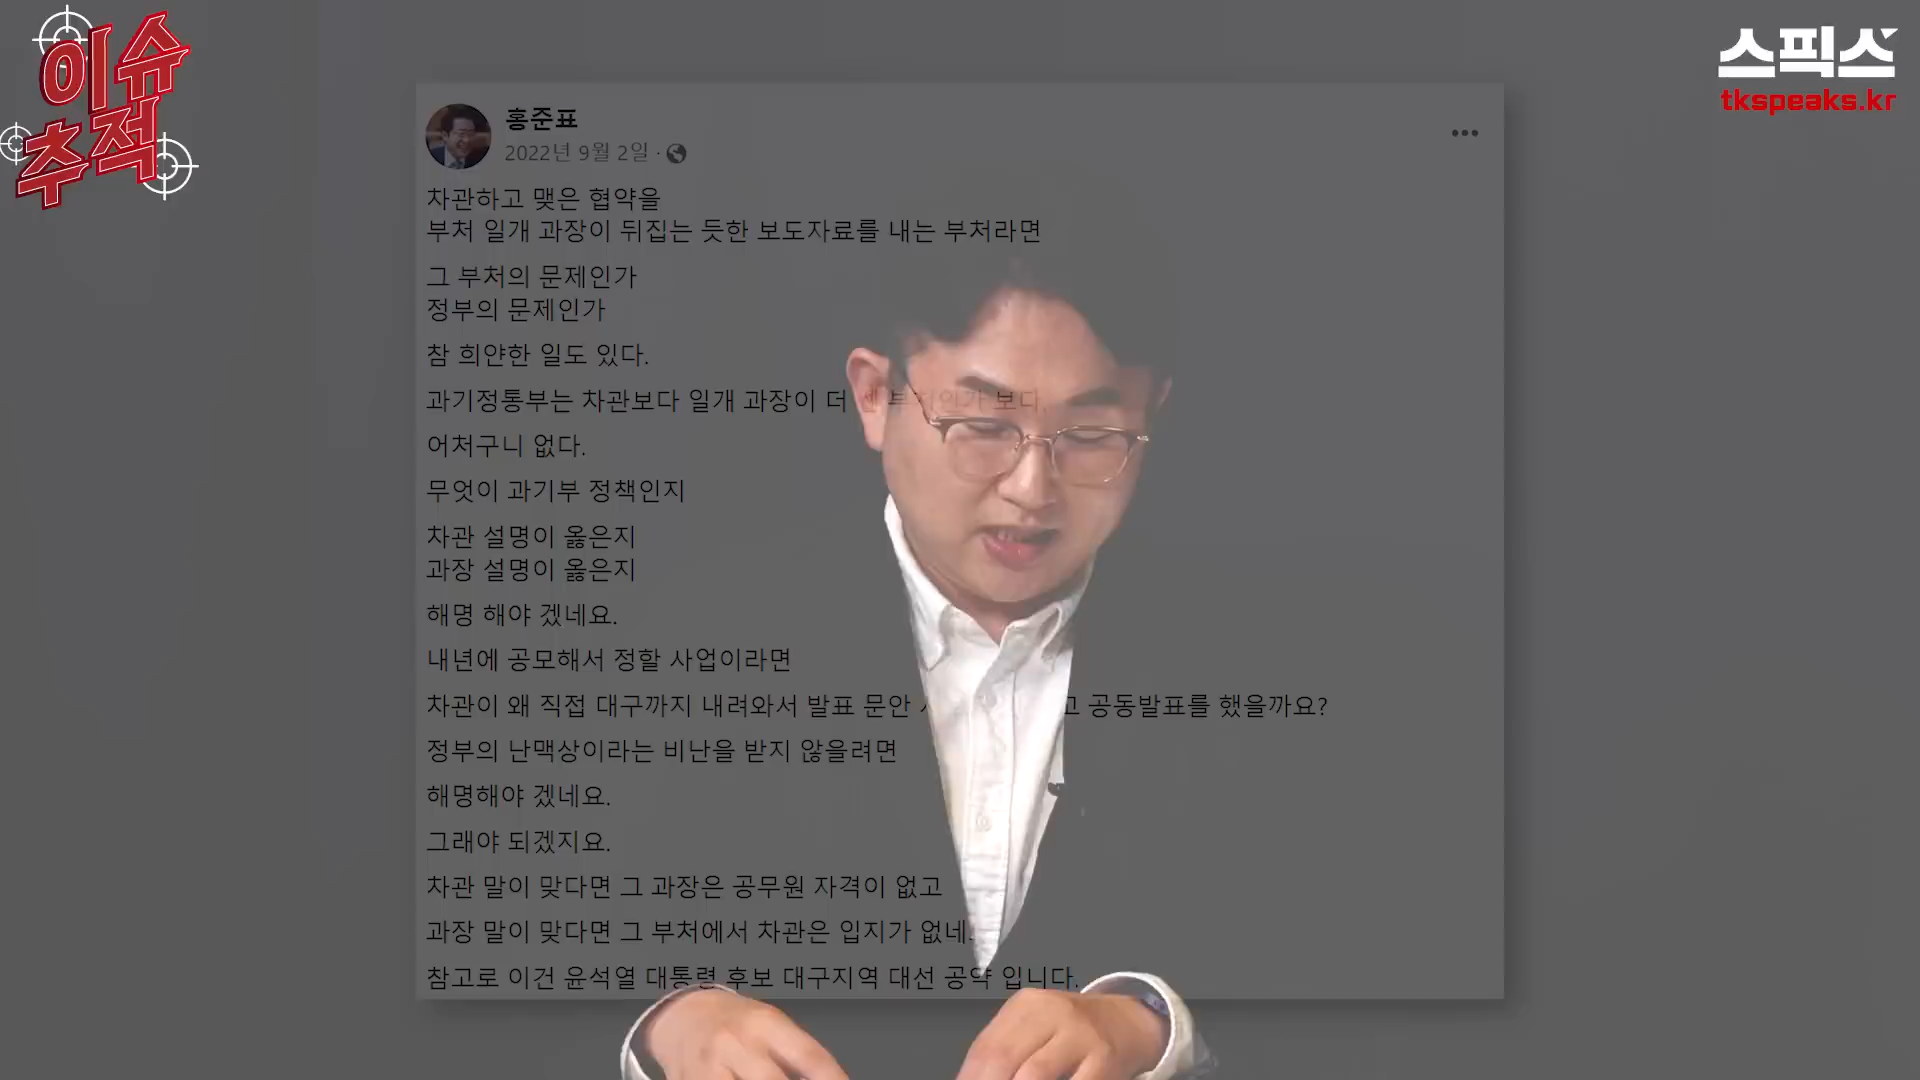 이슈
추적
스픽스
tkspeaks.kr
홍준표
2022년 9월 2일
차관하고 맺은 협약을
부처 일개 과장이 뒤집는 듯한 보도자료를 내는 부처라면
그 부처의 문제인가
정부의 문제인가
참 희얀한 일도 있다.
과기정통부는 차관보다 일개 과장이 더 부처인가 보다.
어처구니 없다.
무엇이 과기부 정책인지
차관 설명이 옳은지
과장 설명이 옳은지
해명 해야 겠네요.
내년에 공모해서 정할 사업이라면
차관이 왜 직접 대구까지 내려와서 발표 문안 공동발표를 했을까요?
정부의 난맥상이라는 비난을 받지 않을려면
해명해야 겠네요.
그래야 되겠지요.
차관 말이 맞다면 그 과장은 공무원 자격이 없고
과장 말이 맞다면 그 부처에서 차관은 입지가 없네.
참고로 이건 윤석열 대통령 후보 대구지역 대선 공약 입니다.